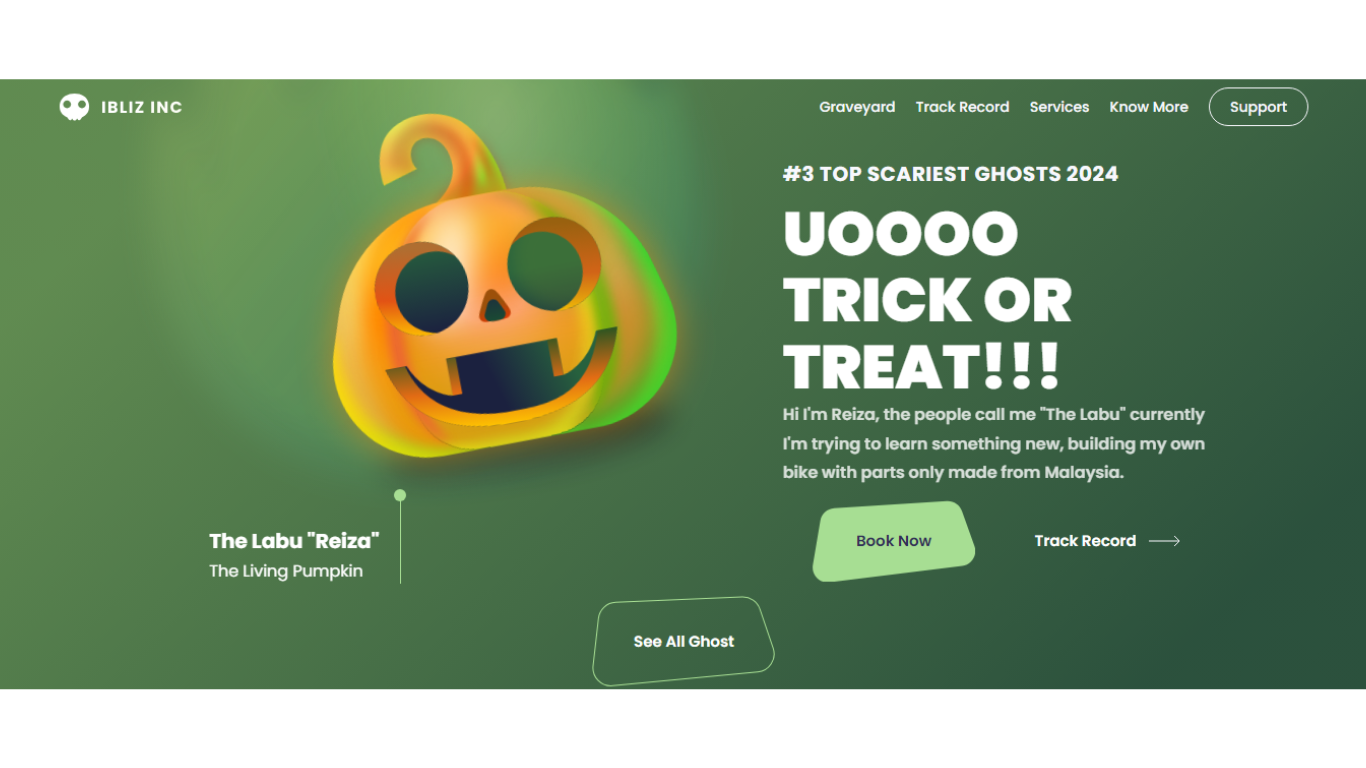 IBLIZ INC
Graveyard Track Record Services Know More Support
#3 TOP SCARIEST GHOSTS 2024
UOOOO
TRICK OR
TREAT!!!
Hi I'm Reiza, the people call me "The Labu" currently
I'm trying to learn something new, building my own
bike with parts only made from Malaysia.
Book Now
Track Record
The Labu "Reiza"
The Living Pumpkin
See All Ghost